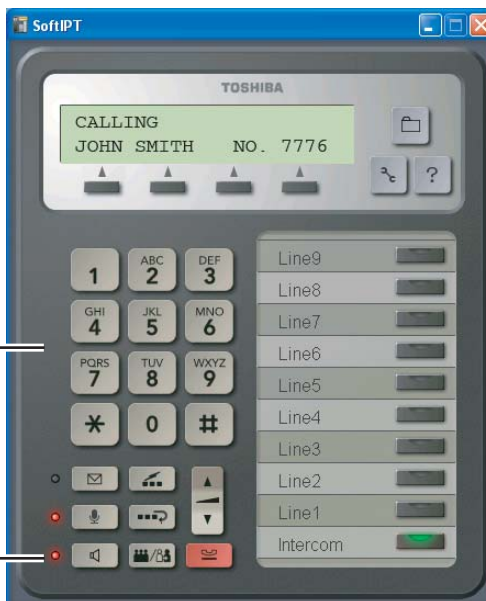 SoftIPT
TOSHIBA
CALLING
JOHN SMITH NO. 7776
?
1
ABC
2
DEF
3
GHI
4
JKL
5
MNO
6
PQRS
7
TUV
8
WXYZ
9
*
0
#
Line9
Line8
Line7
Line6
Line5
Line4
Line3
Line2
Line1
Intercom